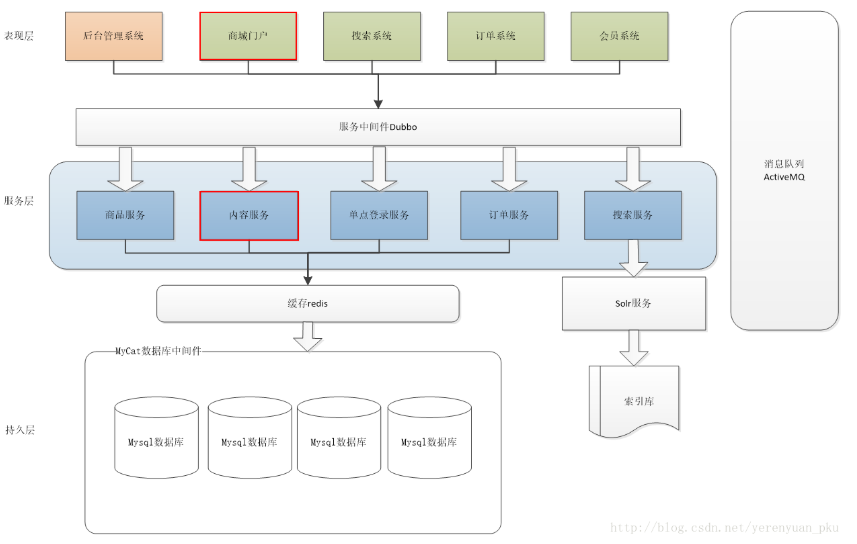 表现层
后台管理系统
商城门户
搜索系统
订单系统
会员系统
服务中间件Dubbo
消息队列
ActiveMQ
服务层
商品服务
内容服务
单点登录服务
订单服务
搜索服务
缓存redis
Solr服务
MyCat数据库中间件
索引库
持久层
Mysql数据库
Mysql数据库
Mysql数据库
Mysql数据库
http://blog.csdn.net/yerenyuan_pku